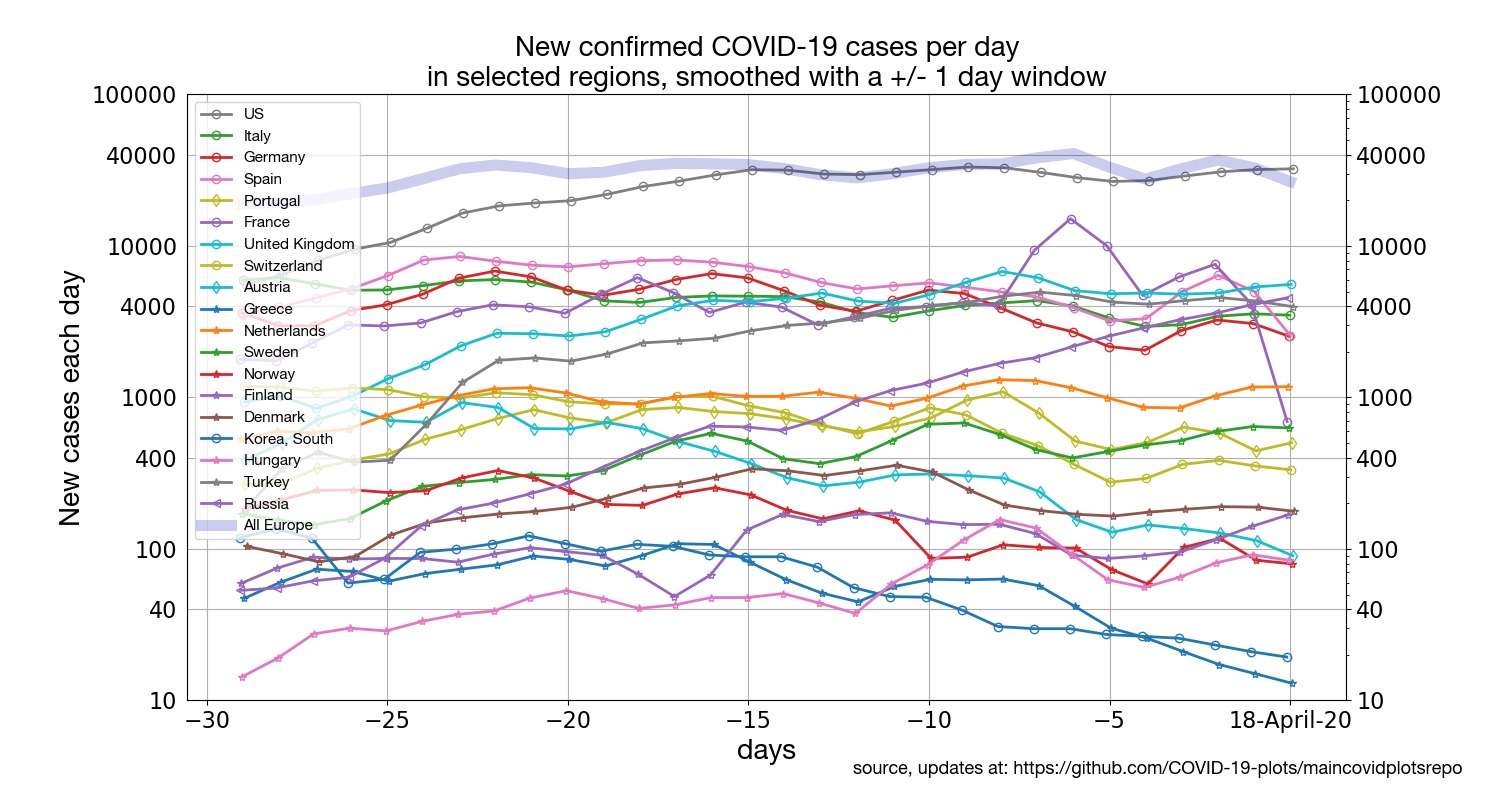 New confirmed COVID-19 cases per day
in selected regions, smoothed with a +/- 1 day window
100000
40000
10000
4000
1000
400
100
40
10
New cases each day
US
Italy
Germany
Spain
Portugal
France
United Kingdom
Switzerland
Austria
Greece
Netherlands
Sweden
Norway
Finland
Denmark
Korea, South
Hungary
Turkey
Russia
All Europe
100000
40000
10000
4000
1000
400
100
40
10
−30 −25 −20 −15 −10 −5 18-April-20
days
source, updates at: https://github.com/COVID-19-plots/maincovidplotsrepo